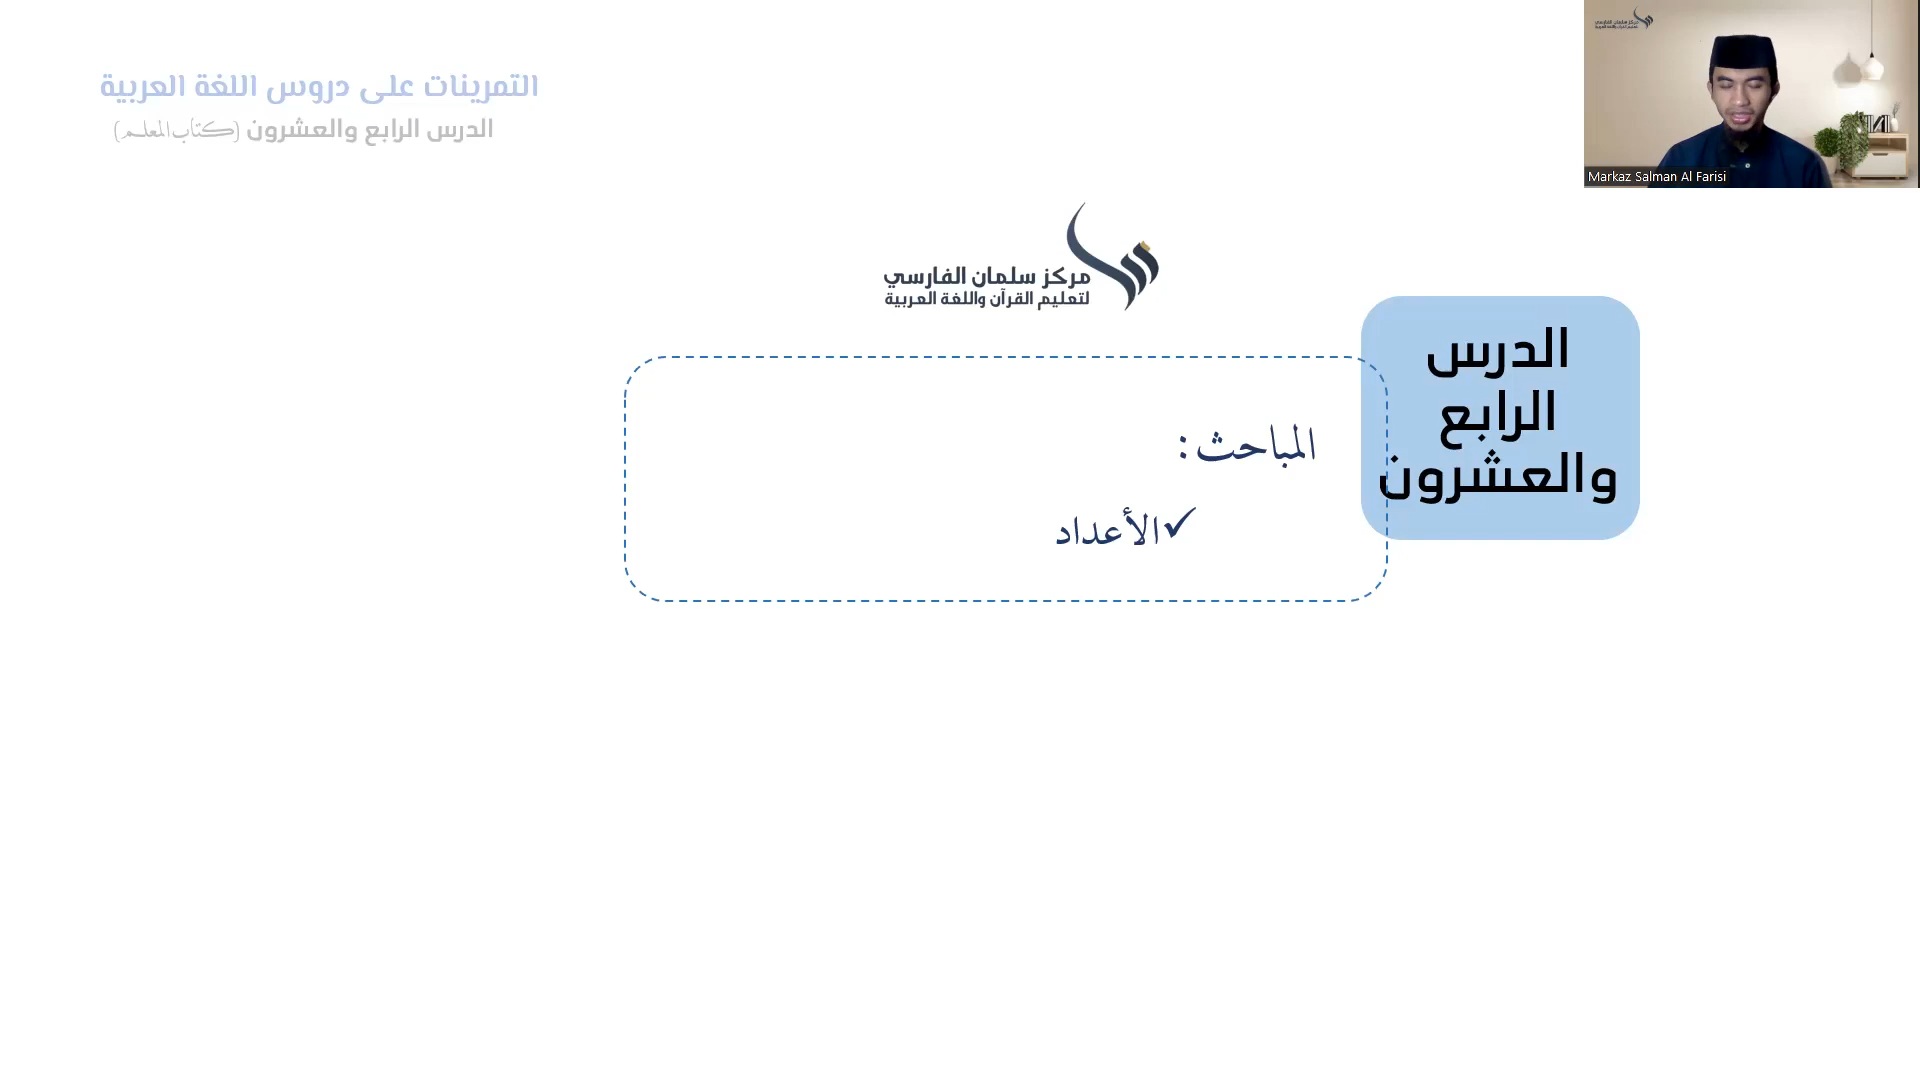 التمرينات على دروس اللغة العربية
الدرس الرابع والعشرون (كتاب المعلم)
Markaz Salman Al Farisi
مركز سلمان الفارسي
لتعليم القرآن واللغة العربية
الدرس
الرابع
والعشرون
المباحث:
✓الأعداد